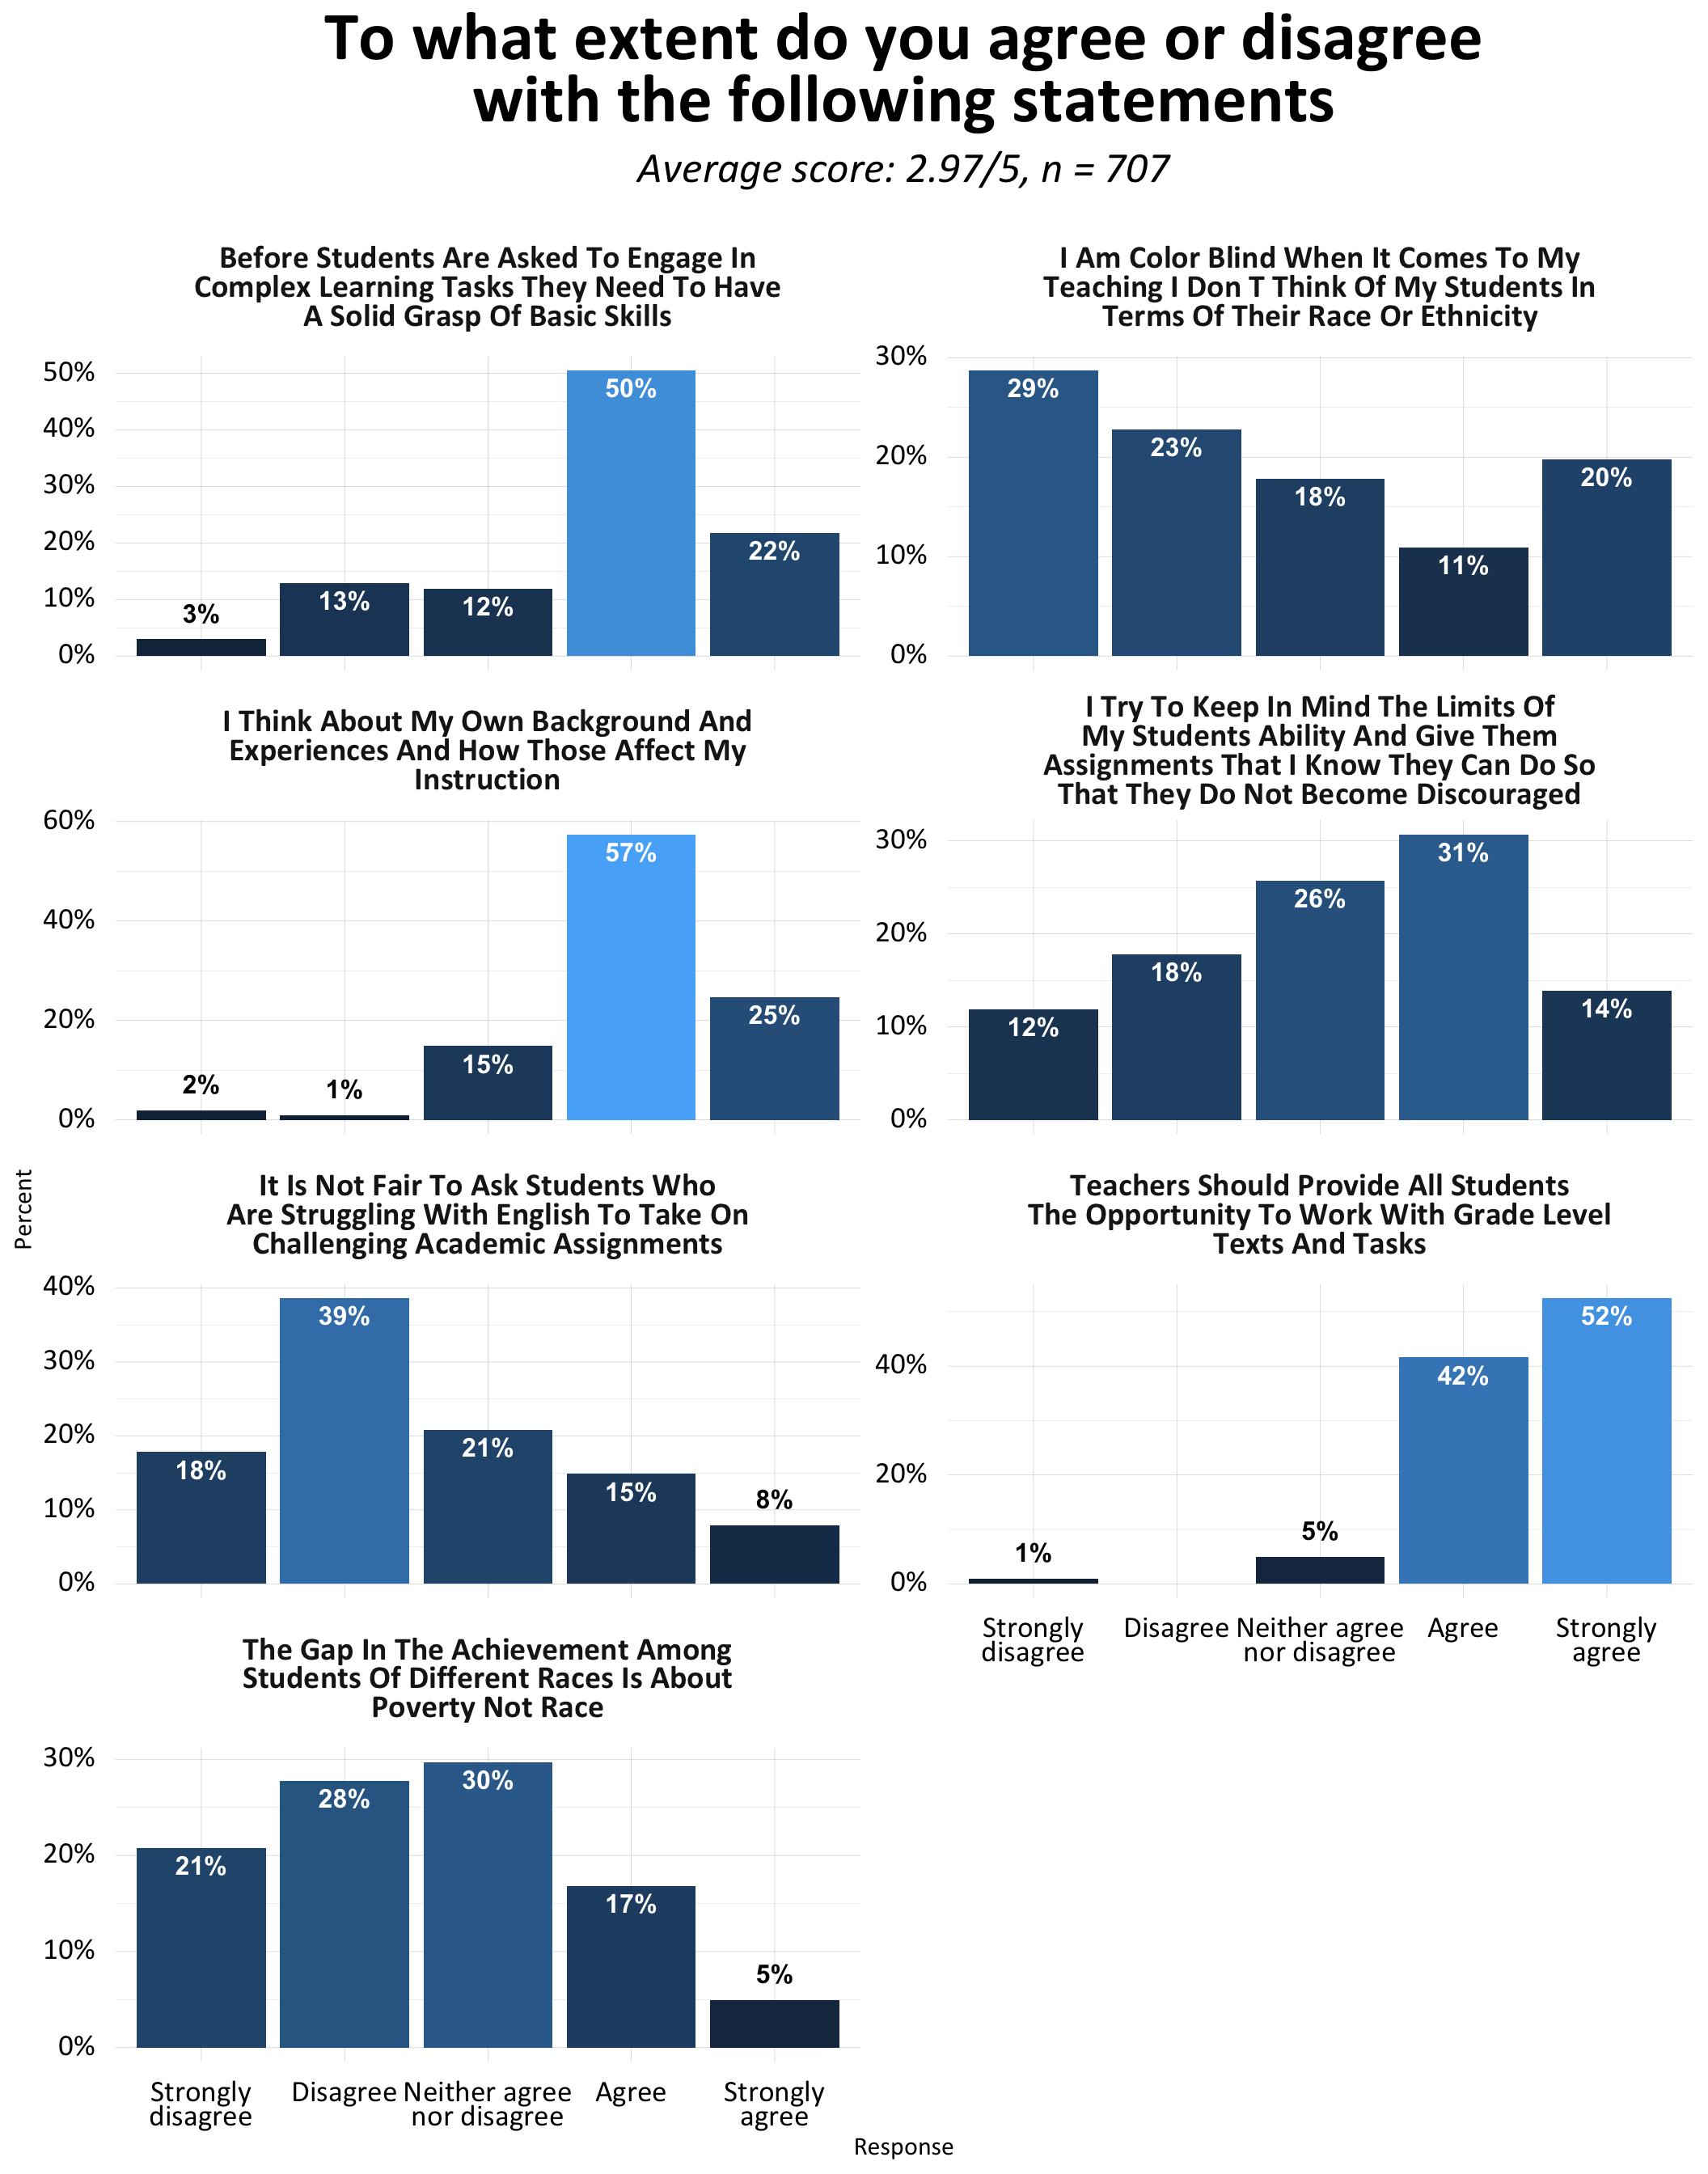 To what extent do you agree or disagree
with the following statements
Average score: 2.97/5, n = 707
Before Students Are Asked To Engage In
Complex Learning Tasks They Need To Have
A Solid Grasp Of Basic Skills
50%
40%
30%
20%
10%
0%
3%
13%
12%
50%
22%
I Am Color Blind When It Comes To My
Teaching I Don T Think Of My Students In
Terms Of Their Race Or Ethnicity
30%
20%
10%
0%
29%
23%
18%
11%
20%
I Think About My Own Background And
Experiences And How Those Affect My
Instruction
60%
40%
20%
0%
2%
1%
15%
57%
25%
I Try To Keep In Mind The Limits Of
My Students Ability And Give Them
Assignments That I Know They Can Do So
That They Do Not Become Discouraged
30%
20%
10%
0%
12%
18%
26%
31%
14%
Percent
It Is Not Fair To Ask Students Who
Are Struggling With English To Take On
Challenging Academic Assignments
40%
30%
20%
10%
0%
18%
39%
21%
15%
8%
Teachers Should Provide All Students
The Opportunity To Work With Grade Level
Texts And Tasks
40%
20%
0%
1%
5%
42%
52%
Strongly
disagree
Disagree
Neither agree
nor disagree
Agree
Strongly
agree
The Gap In The Achievement Among
Students Of Different Races Is About
Poverty Not Race
30%
20%
10%
0%
21%
28%
30%
17%
5%
Strongly
disagree
Disagree
Neither agree
nor disagree
Agree
Strongly
agree
Response